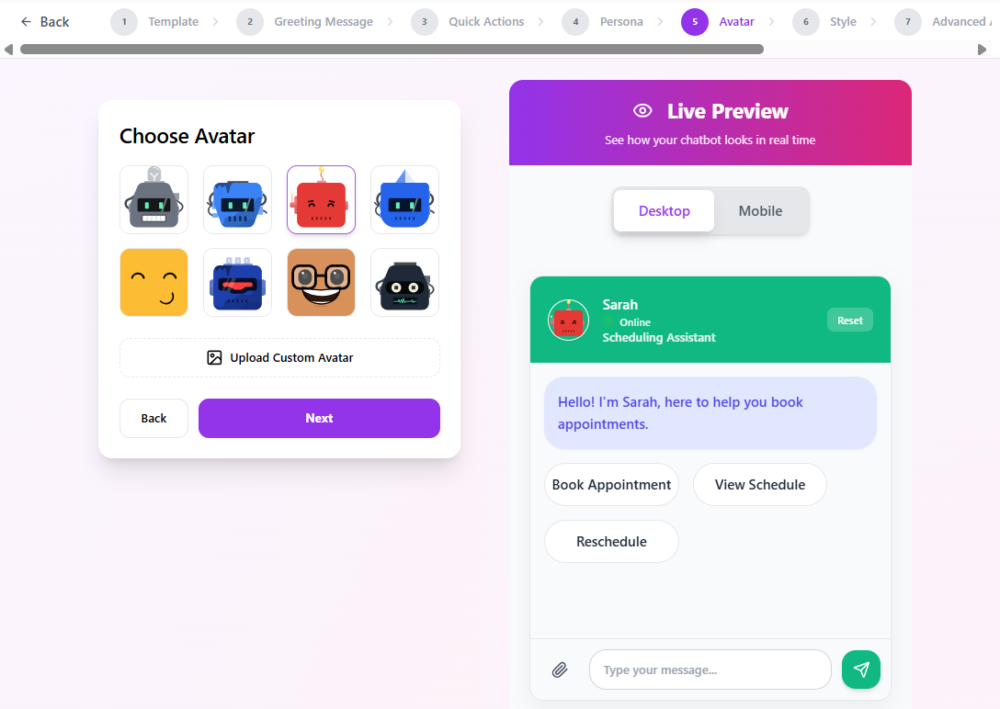 Back
1 Template
2 Greeting Message
3 Quick Actions
4 Persona
5 Avatar
6 Style
7 Advanced
Choose Avatar
Upload Custom Avatar
Back
Next
Live Preview
See how your chatbot looks in real time
Desktop
Mobile
Sarah
Online
Scheduling Assistant
Reset
Hello! I'm Sarah, here to help you book
appointments.
Book Appointment
View Schedule
Reschedule
Type your message...